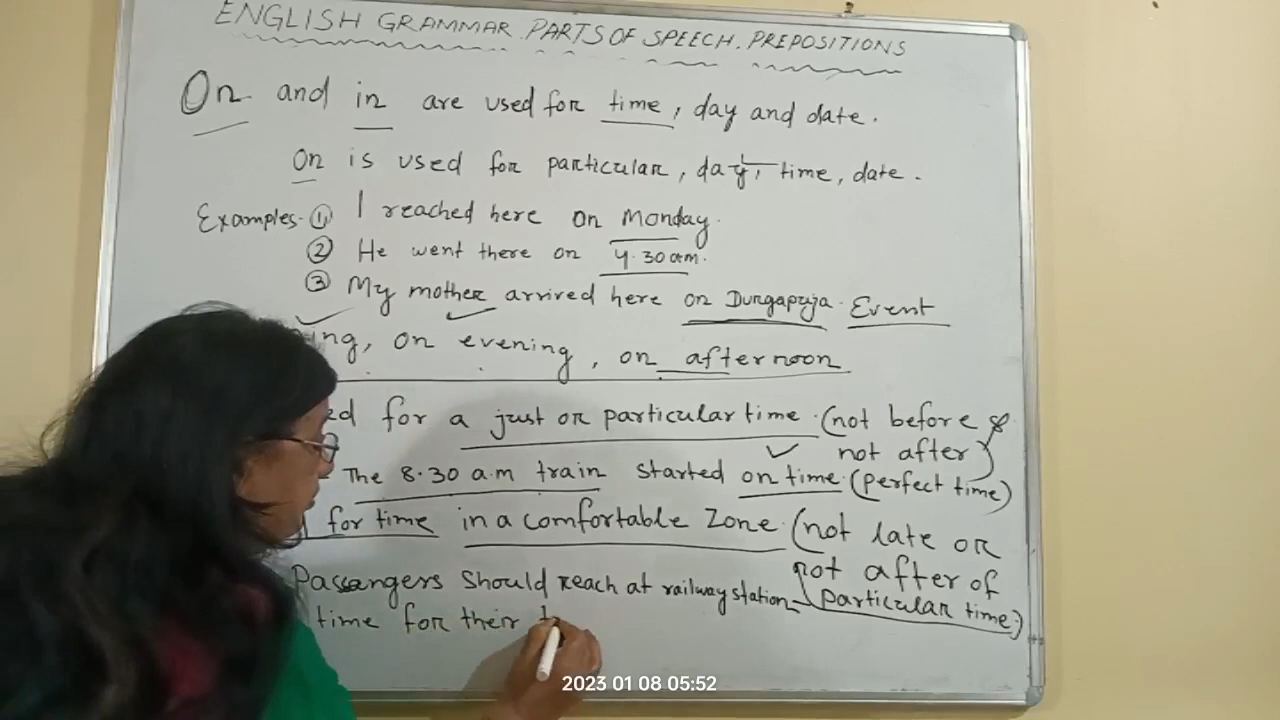 ENGLISH GRAMMAR. PARTS OF SPEECH. PREPOSITIONS
On and in are used for time, day and date.
On is used for particular, day, time, date.
Examples. ① I reached here on Monday.
② He went there on 4.30 am.
③ My mother arrived here on Durgapuja. Event
on evening, on afternoon
for a just or particular time. (not before &
not after)
The 8.30 a.m train started on time. (perfect time)
for time in a comfortable Zone. (not late or
not after of
particular time)
Passangers should reach at railway station
time for their t
2023 01 08 05:52